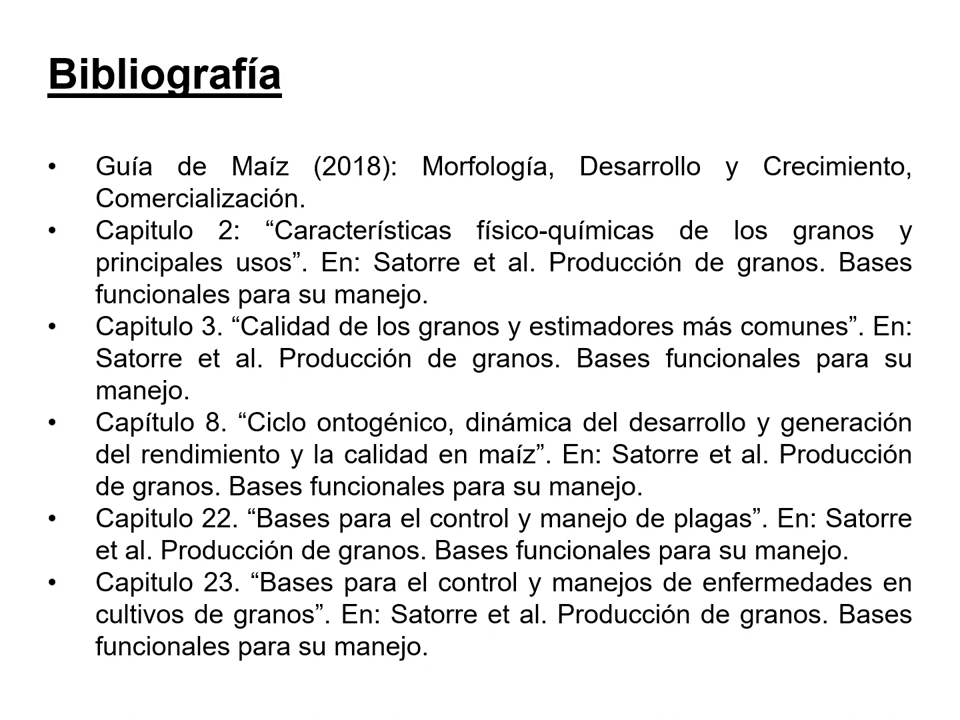 Bibliografía
• Guía de Maíz (2018): Morfología, Desarrollo y Crecimiento,
Comercialización.
• Capitulo 2: “Características físico-químicas de los granos y
principales usos”. En: Satorre et al. Producción de granos. Bases
funcionales para su manejo.
• Capitulo 3. “Calidad de los granos y estimadores más comunes”. En:
Satorre et al. Producción de granos. Bases funcionales para su
manejo.
• Capítulo 8. “Ciclo ontogénico, dinámica del desarrollo y generación
del rendimiento y la calidad en maíz”. En: Satorre et al. Producción
de granos. Bases funcionales para su manejo.
• Capitulo 22. “Bases para el control y manejo de plagas”. En: Satorre
et al. Producción de granos. Bases funcionales para su manejo.
• Capitulo 23. “Bases para el control y manejos de enfermedades en
cultivos de granos”. En: Satorre et al. Producción de granos. Bases
funcionales para su manejo.